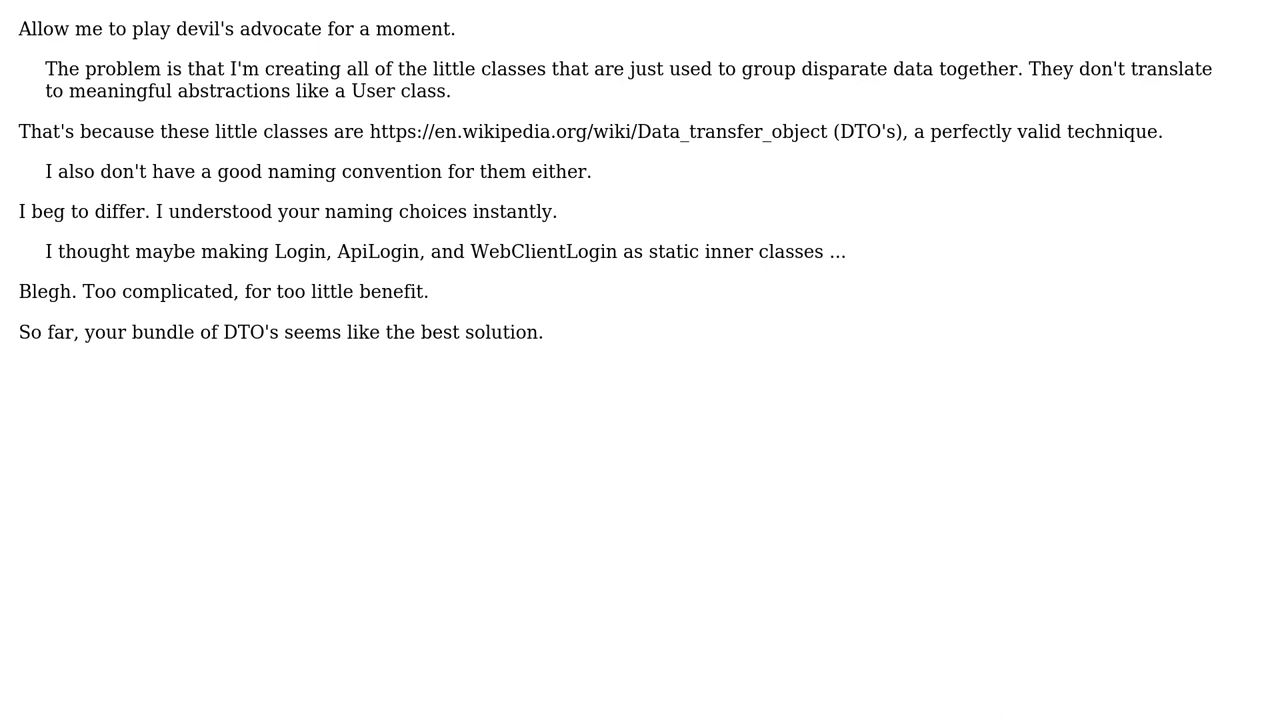 Allow me to play devil's advocate for a moment.
The problem is that I'm creating all of the little classes that are just used to group disparate data together. They don't translate
to meaningful abstractions like a User class.
That's because these little classes are https://en.wikipedia.org/wiki/Data_transfer_object (DTO's), a perfectly valid technique.
I also don't have a good naming convention for them either.
I beg to differ. I understood your naming choices instantly.
I thought maybe making Login, ApiLogin, and WebClientLogin as static inner classes ...
Blegh. Too complicated, for too little benefit.
So far, your bundle of DTO's seems like the best solution.